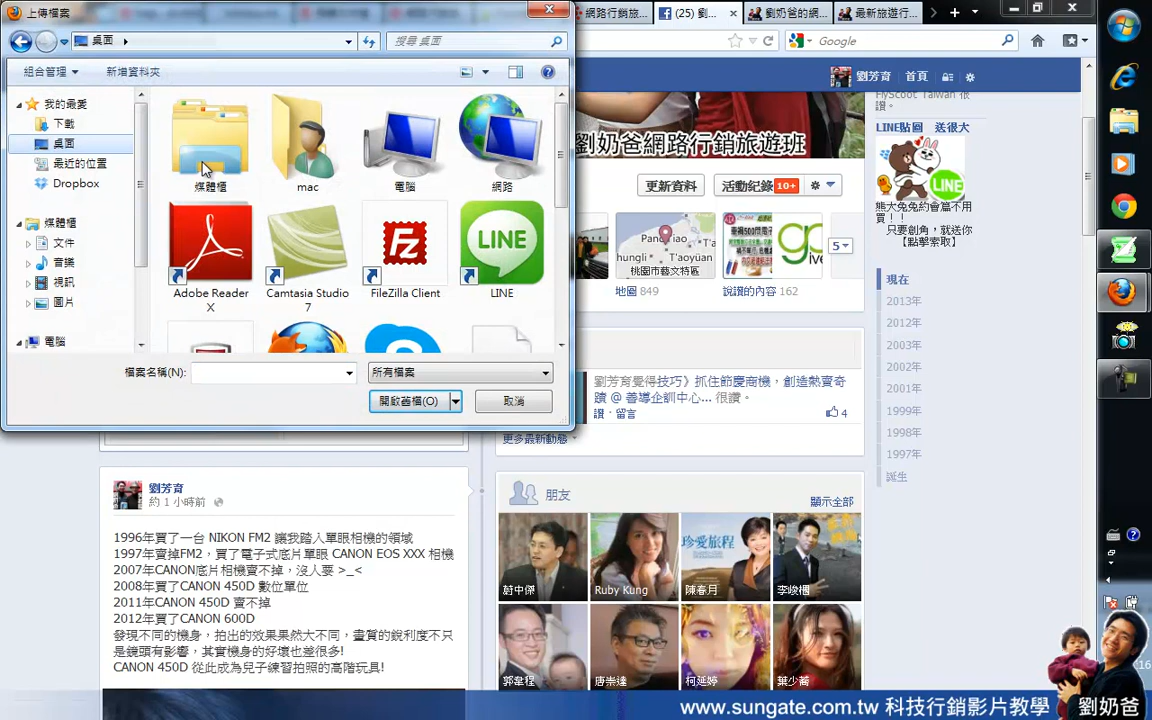 上傳檔案
桌面
搜尋 桌面
組合管理
新增資料夾
我的最愛
下載
桌面
最近的位置
Dropbox
媒體櫃
文件
音樂
視訊
圖片
電腦
媒體櫃
mac
電腦
網路
Adobe Reader
X
Camtasia Studio
7
FileZilla Client
LINE
檔案名稱(N):
所有檔案
開啟舊檔(O)
取消
網路行銷旅...
(25) 劉...
劉奶爸的網...
最新旅遊行...
Google
劉芳育
首頁
劉奶爸網路行銷旅遊班
更新資料
活動紀錄 10+
地圖 849
說讚的內容 162
5
桃園市藝文特區
FlyScoot Taiwan 很
讚。
LINE貼圖 送很大
LINE
熊大兔兔約會篇不用
買!!
只要創角,就送你
【點擊索取】
現在
2013年
2012年
2003年
2002年
2001年
1999年
1998年
1997年
誕生
劉芳育覺得技巧》抓住節慶商機,創造熱賣奇
蹟 @ 善導企訓中心... 很讚。
讚 · 留言
4
更多最新動態
劉芳育
約 1 小時前
1996年買了一台 NIKON FM2 讓我踏入單眼相機的領域
1997年賣掉FM2,買了電子式底片單眼 CANON EOS XXX 相機
2007年CANON底片相機賣不掉,沒人要 >_<
2008年買了CANON 450D 數位單位
2011年CANON 450D 賣不掉
2012年買了CANON 600D
發現不同的機身,拍出的效果果然大不同,畫質的銳利度不只
是鏡頭有影響,其實機身的好壞也差很多!
CANON 450D 從此成為兒子練習拍照的高階玩具!
朋友
顯示全部
Ruby Kung
珍愛旅程
陳春月
李峻櫊
郭韋程
唐崇達
柯延婷
葉少喬
www.sungate.com.tw 科技行銷影片教學
劉奶爸